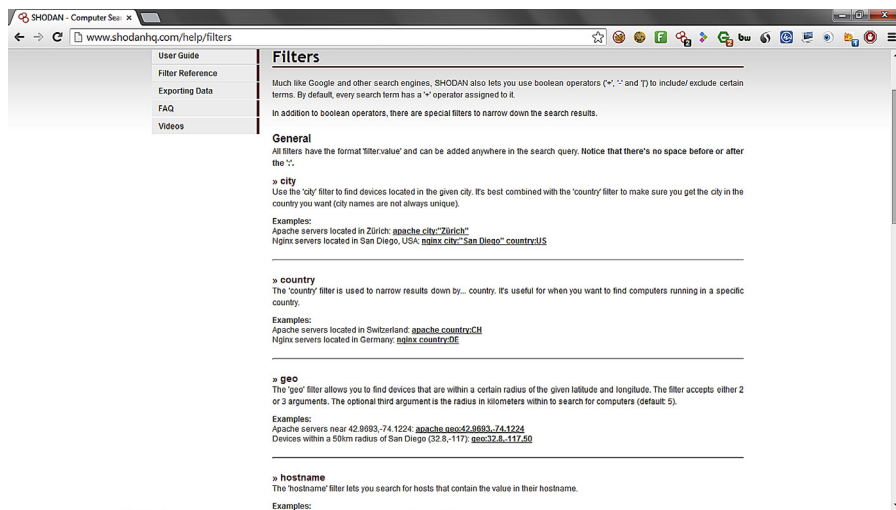 SHODAN - Computer Sea
www.shodanhq.com/help/filters
User Guide
Filter Reference
Exporting Data
FAQ
Videos
Filters
Much like Google and other search engines, SHODAN also lets you use boolean operators ('+', '-' and '|') to include/ exclude certain
terms. By default, every search term has a '+' operator assigned to it.
In addition to boolean operators, there are special filters to narrow down the search results.
General
All filters have the format 'filter:value' and can be added anywhere in the search query. Notice that there's no space before or after
the ':'.
» city
Use the 'city' filter to find devices located in the given city. It's best combined with the 'country' filter to make sure you get the city in the
country you want (city names are not always unique).
Examples:
Apache servers located in Zürich: apache city:"Zürich"
Nginx servers located in San Diego, USA: nginx city:"San Diego" country:US
» country
The 'country' filter is used to narrow results down by... country. It's useful for when you want to find computers running in a specific
country.
Examples:
Apache servers located in Switzerland: apache country:CH
Nginx servers located in Germany: nginx country:DE
» geo
The 'geo' filter allows you to find devices that are within a certain radius of the given latitude and longitude. The filter accepts either 2
or 3 arguments. The optional third argument is the radius in kilometers within to search for computers (default: 5).
Examples:
Apache servers near 42.9693,-74.1224: apache geo:42.9693,-74.1224
Devices within a 50km radius of San Diego (32.8,-117): geo:32.8,-117,50
» hostname
The 'hostname' filter lets you search for hosts that contain the value in their hostname.
Examples: